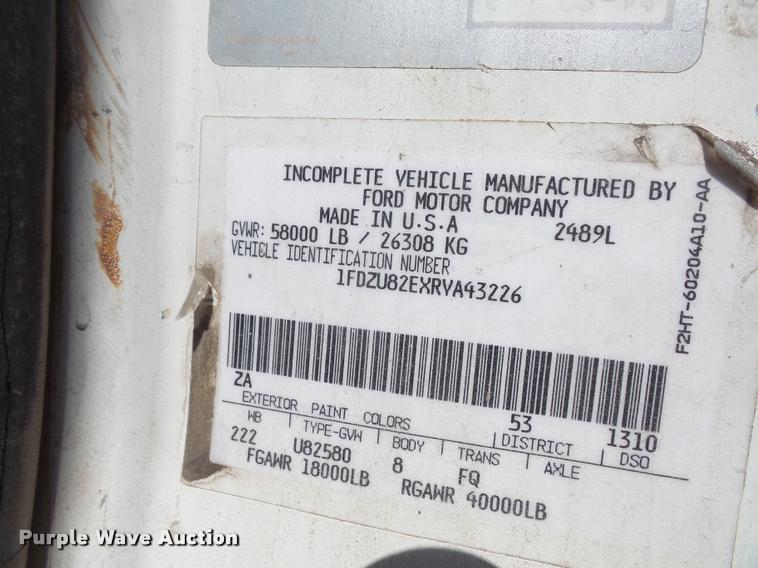 INCOMPLETE VEHICLE MANUFACTURED BY
FORD MOTOR COMPANY
MADE IN U.S.A 2489L
GVWR: 58000 LB / 26308 KG
VEHICLE IDENTIFICATION NUMBER
1FDZU82EXRVA43226
F2HT-60204A10-AA
ZA 53 1310
EXTERIOR PAINT COLORS DISTRICT DSO
WB TYPE-GVW BODY TRANS AXLE
222 U82580 8 FQ
FGAWR 18000LB RGAWR 40000LB
Purple Wave Auction